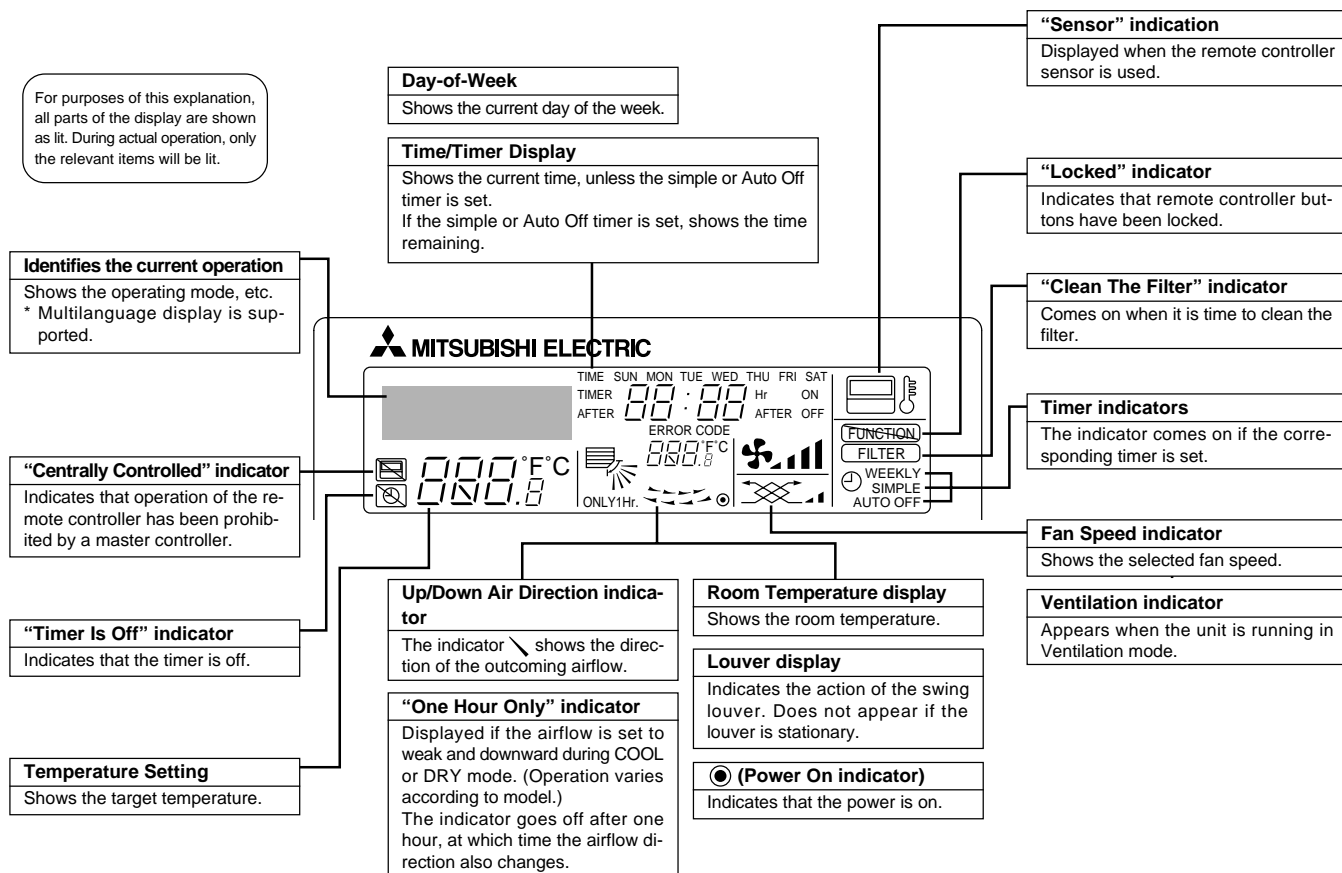 For purposes of this explanation,
all parts of the display are shown
as lit. During actual operation, only
the relevant items will be lit.
Identifies the current operation
Shows the operating mode, etc.
* Multilanguage display is sup-
ported.
“Centrally Controlled” indicator
Indicates that operation of the re-
mote controller has been prohib-
ited by a master controller.
“Timer Is Off” indicator
Indicates that the timer is off.
Temperature Setting
Shows the target temperature.
Day-of-Week
Shows the current day of the week.
Time/Timer Display
Shows the current time, unless the simple or Auto Off
timer is set.
If the simple or Auto Off timer is set, shows the time
remaining.
MITSUBISHI ELECTRIC
TIME SUN MON TUE WED THU FRI SAT
TIMER 88:88 Hr ON
AFTER AFTER OFF
ERROR CODE
888.8 °F°C
888.8 °F°C
ONLY1Hr.
FUNCTION
FILTER
WEEKLY
SIMPLE
AUTO OFF
Up/Down Air Direction indica-
tor
The indicator shows the direc-
tion of the outcoming airflow.
“One Hour Only” indicator
Displayed if the airflow is set to
weak and downward during COOL
or DRY mode. (Operation varies
according to model.)
The indicator goes off after one
hour, at which time the airflow di-
rection also changes.
Room Temperature display
Shows the room temperature.
Louver display
Indicates the action of the swing
louver. Does not appear if the
louver is stationary.
(Power On indicator)
Indicates that the power is on.
“Sensor” indication
Displayed when the remote controller
sensor is used.
“Locked” indicator
Indicates that remote controller but-
tons have been locked.
“Clean The Filter” indicator
Comes on when it is time to clean the
filter.
Timer indicators
The indicator comes on if the corre-
sponding timer is set.
Fan Speed indicator
Shows the selected fan speed.
Ventilation indicator
Appears when the unit is running in
Ventilation mode.